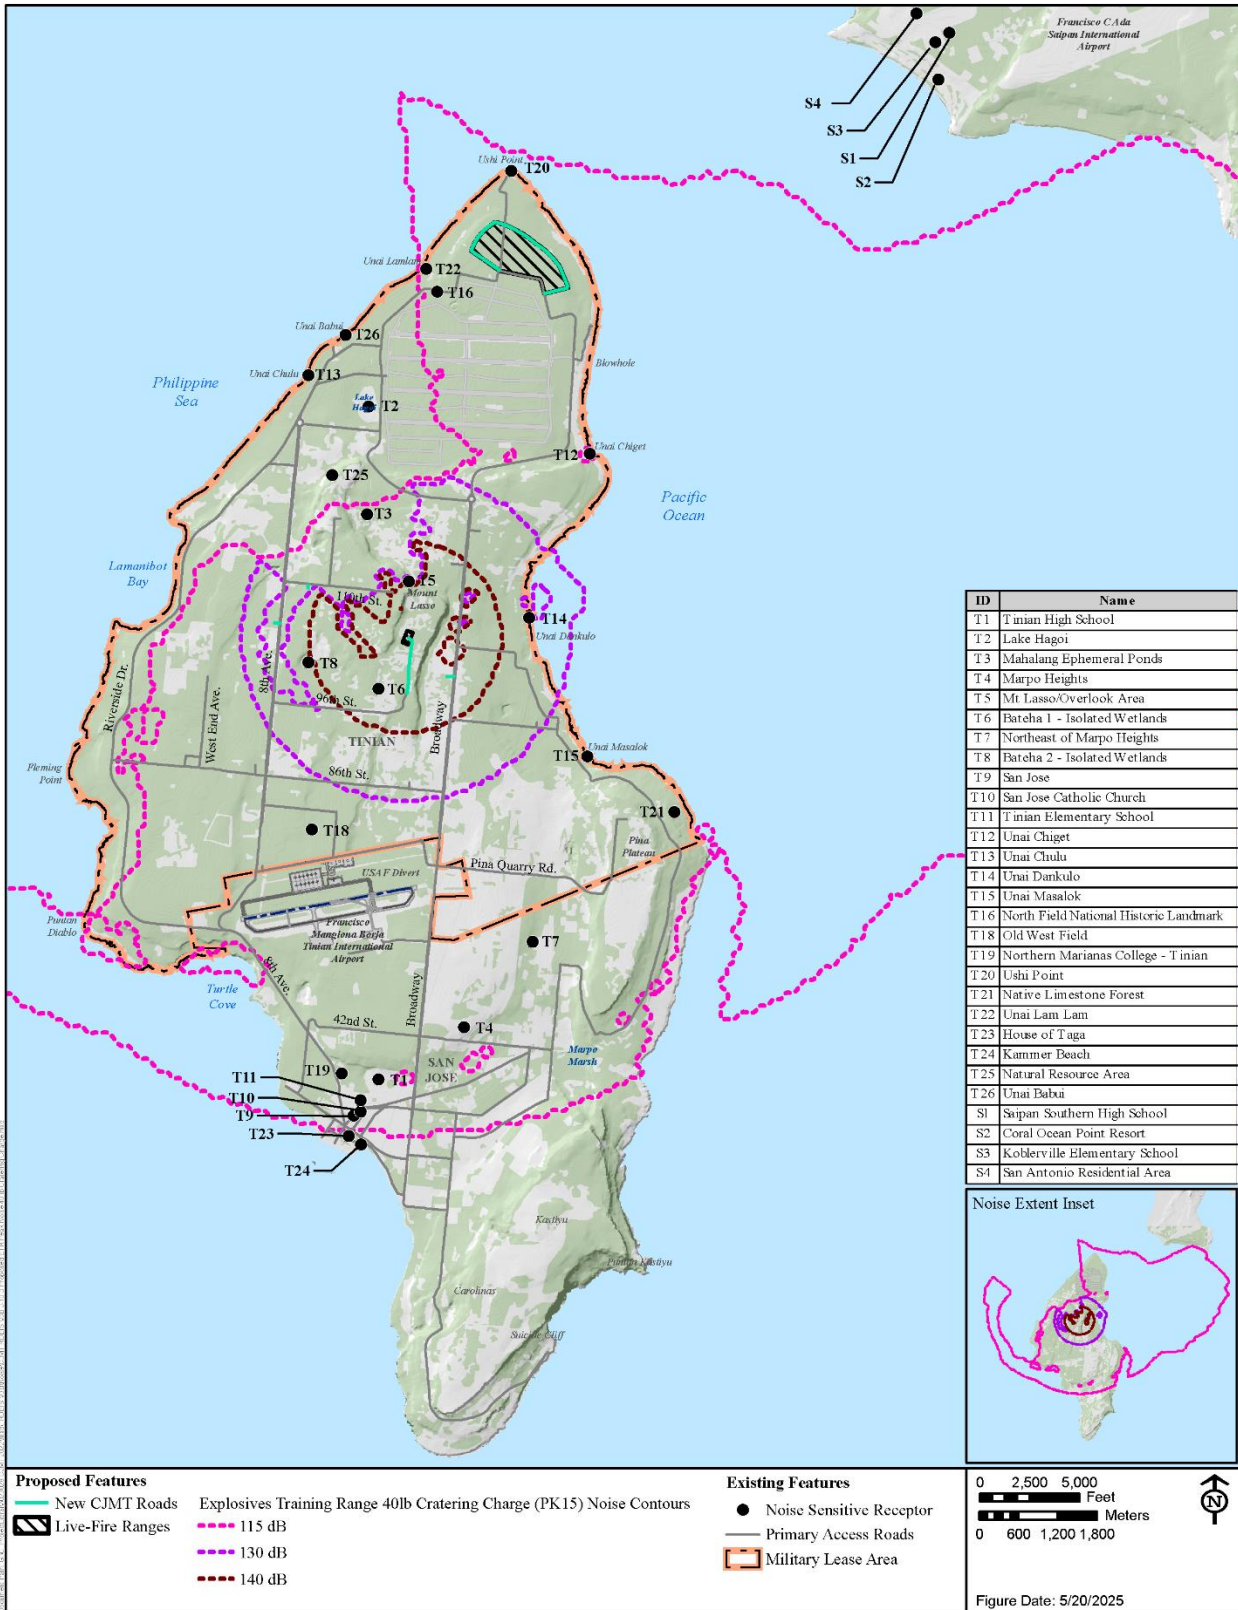 Francisco C Ada
Saipan International
Airport
S4
S3
S1
S2
Ushi Point
T20
Unai Lamlam
T22
T16
Unai Babui
T26
Unai Chulu
T13
Philippine
Sea
Blowhole
Lake
Hagoi
T2
Unai Chiget
T12
T25
Pacific
Ocean
T3
Lamanibot
Bay
T5
110th St.
Mount
Lasso
T14
Unai Dankulo
8th Ave.
T8
T6
96th St.
Riverside Dr.
West End Ave.
Broadway
TINIAN
Unai Masalok
T15
Fleming
Point
86th St.
T21
T18
Pina
Plateau
Pina Quarry Rd.
USAF Divert
Puntan
Diablo
Francisco
Manglona Borja
Tinian International
Airport
T7
8th Ave.
Turtle
Cove
Broadway
42nd St.
T4
Marpo
Marsh
SAN
JOSE
T19
T11
T1
T10
T9
T23
T24
Kastiyu
Puntan Kastiyu
Carolinas
Suicide Cliff
ID Name
T1 Tinian High School
T2 Lake Hagoi
T3 Mahalang Ephemeral Ponds
T4 Marpo Heights
T5 Mt Lasso/Overlook Area
T6 Bateha 1 - Isolated Wetlands
T7 Northeast of Marpo Heights
T8 Bateha 2 - Isolated Wetlands
T9 San Jose
T10 San Jose Catholic Church
T11 Tinian Elementary School
T12 Unai Chiget
T13 Unai Chulu
T14 Unai Dankulo
T15 Unai Masalok
T16 North Field National Historic Landmark
T18 Old West Field
T19 Northern Marianas College - Tinian
T20 Ushi Point
T21 Native Limestone Forest
T22 Unai Lam Lam
T23 House of Taga
T24 Kammer Beach
T25 Natural Resource Area
T26 Unai Babui
S1 Saipan Southern High School
S2 Coral Ocean Point Resort
S3 Koblerville Elementary School
S4 San Antonio Residential Area
Noise Extent Inset
Proposed Features
New CJMT Roads
Live-Fire Ranges
Explosives Training Range 40lb Cratering Charge (PK15) Noise Contours
115 dB
130 dB
140 dB
Existing Features
Noise Sensitive Receptor
Primary Access Roads
Military Lease Area
0 2,500 5,000
Feet
Meters
0 600 1,200 1,800
N
Figure Date: 5/20/2025